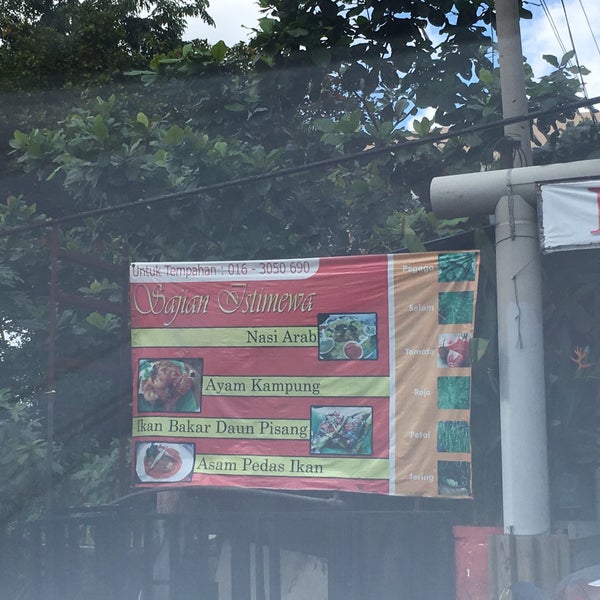 Untuk Tempahan : 016 - 3050 690
Sajian Istimewa
Nasi Arab
Ayam Kampung
Ikan Bakar Daun Pisang
Asam Pedas Ikan
Pegaga
Selom
Tomato
Raja
Petai
Jering